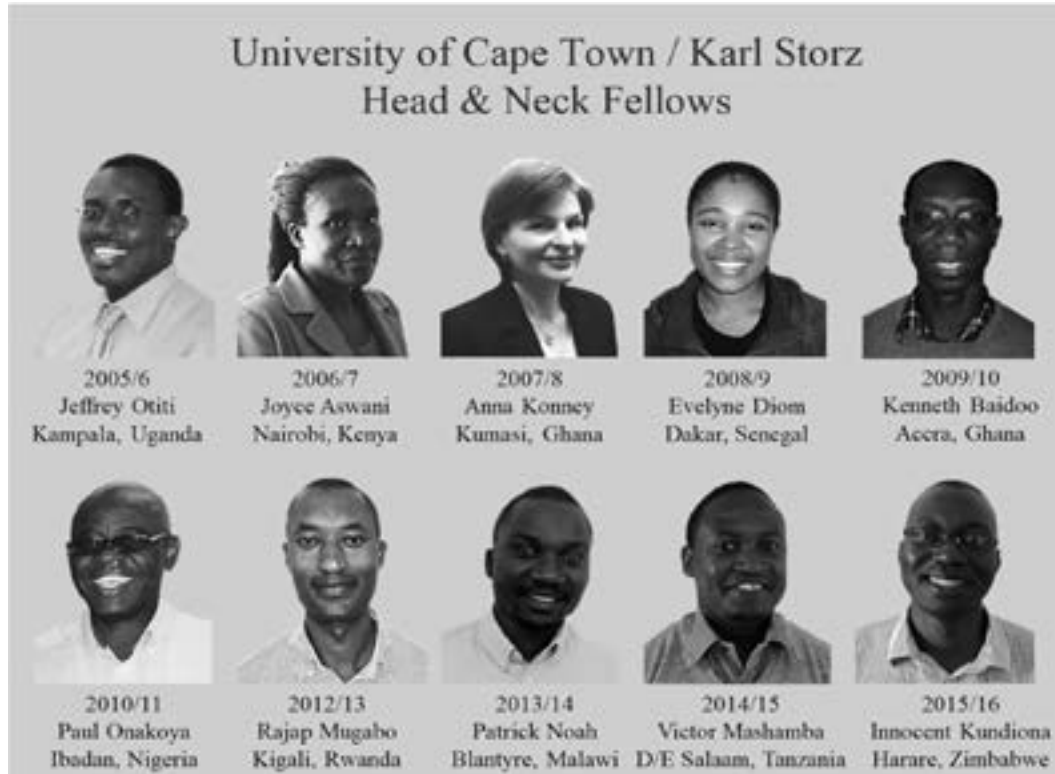 University of Cape Town / Karl Storz
Head & Neck Fellows
2005/6
Jeffrey Otiti
Kampala, Uganda
2006/7
Joyce Aswani
Nairobi, Kenya
2007/8
Anna Konney
Kumasi, Ghana
2008/9
Evelyne Diom
Dakar, Senegal
2009/10
Kenneth Baidoo
Accra, Ghana
2010/11
Paul Onakoya
Ibadan, Nigeria
2012/13
Rajap Mugabo
Kigali, Rwanda
2013/14
Patrick Noah
Blantyre, Malawi
2014/15
Victor Mashamba
D/E Salaam, Tanzania
2015/16
Innocent Kundiona
Harare, Zimbabwe